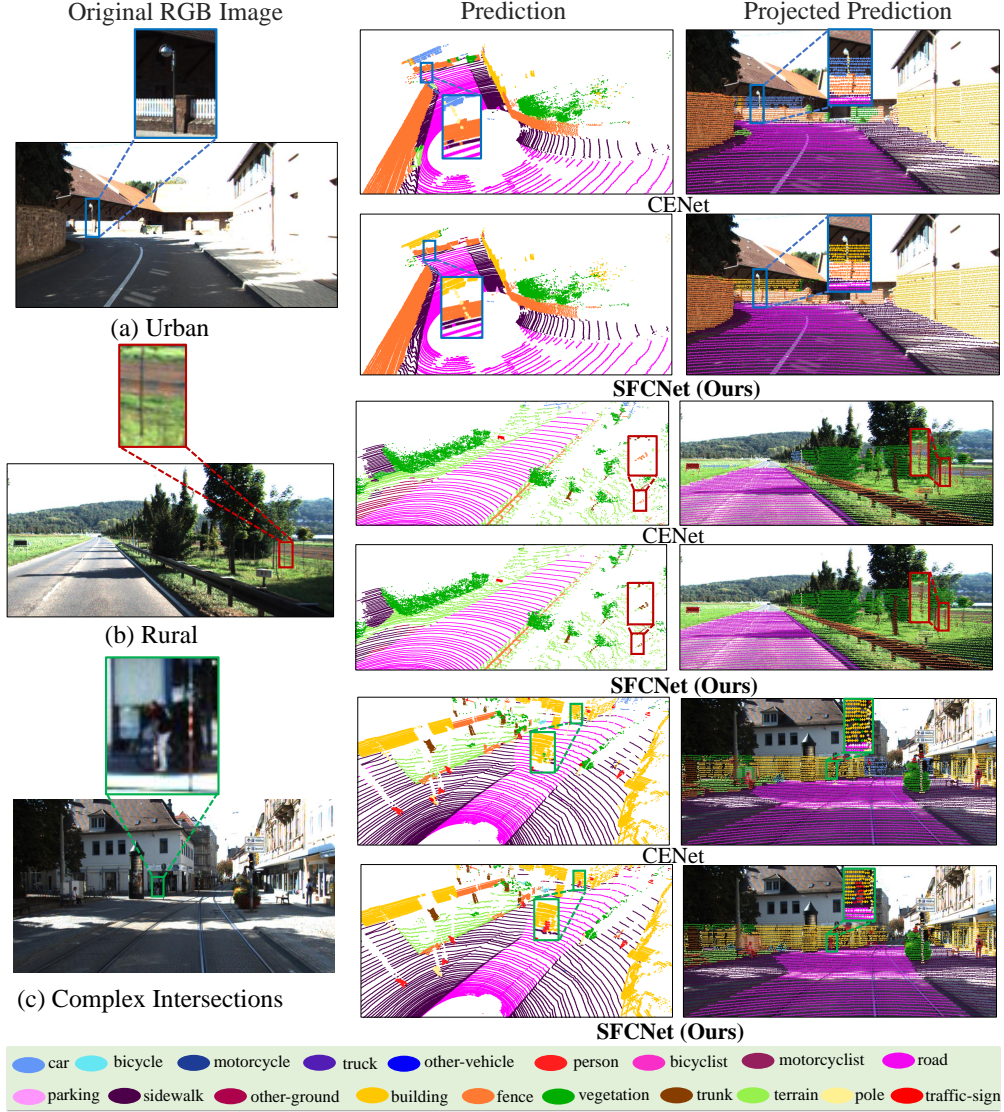 Original RGB Image
Prediction
Projected Prediction
CENet
SFCNet (Ours)
(a) Urban
CENet
SFCNet (Ours)
(b) Rural
CENet
SFCNet (Ours)
(c) Complex Intersections
car bicycle motorcycle truck other-vehicle person bicyclist motorcyclist road
parking sidewalk other-ground building fence vegetation trunk terrain pole traffic-sign